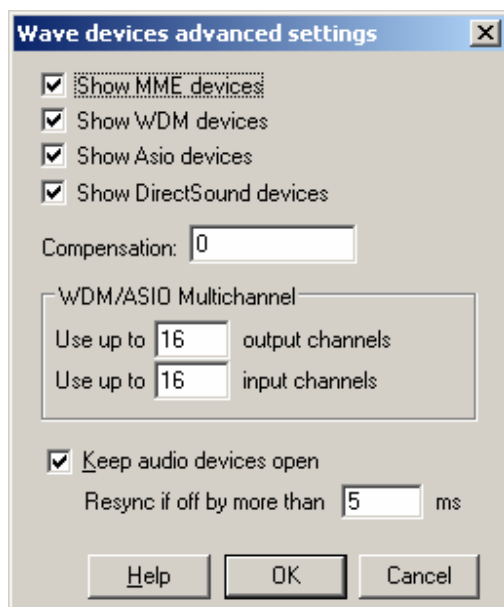 Wave devices advanced settings
Show MME devices
Show WDM devices
Show Asio devices
Show DirectSound devices
Compensation: 0
WDM/ASIO Multichannel
Use up to 16 output channels
Use up to 16 input channels
Keep audio devices open
Resync if off by more than 5 ms
Help OK Cancel